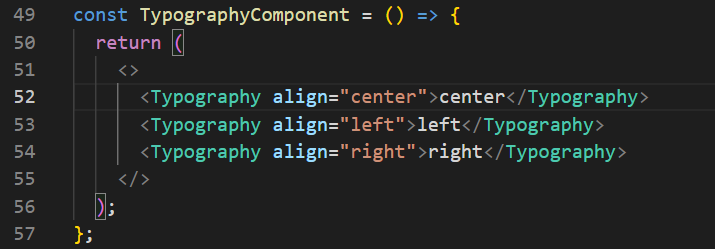 49 const TypographyComponent = () => {
50 return (
51 <>
52 <Typography align="center">center</Typography>
53 <Typography align="left">left</Typography>
54 <Typography align="right">right</Typography>
55 </>
56 );
57 };